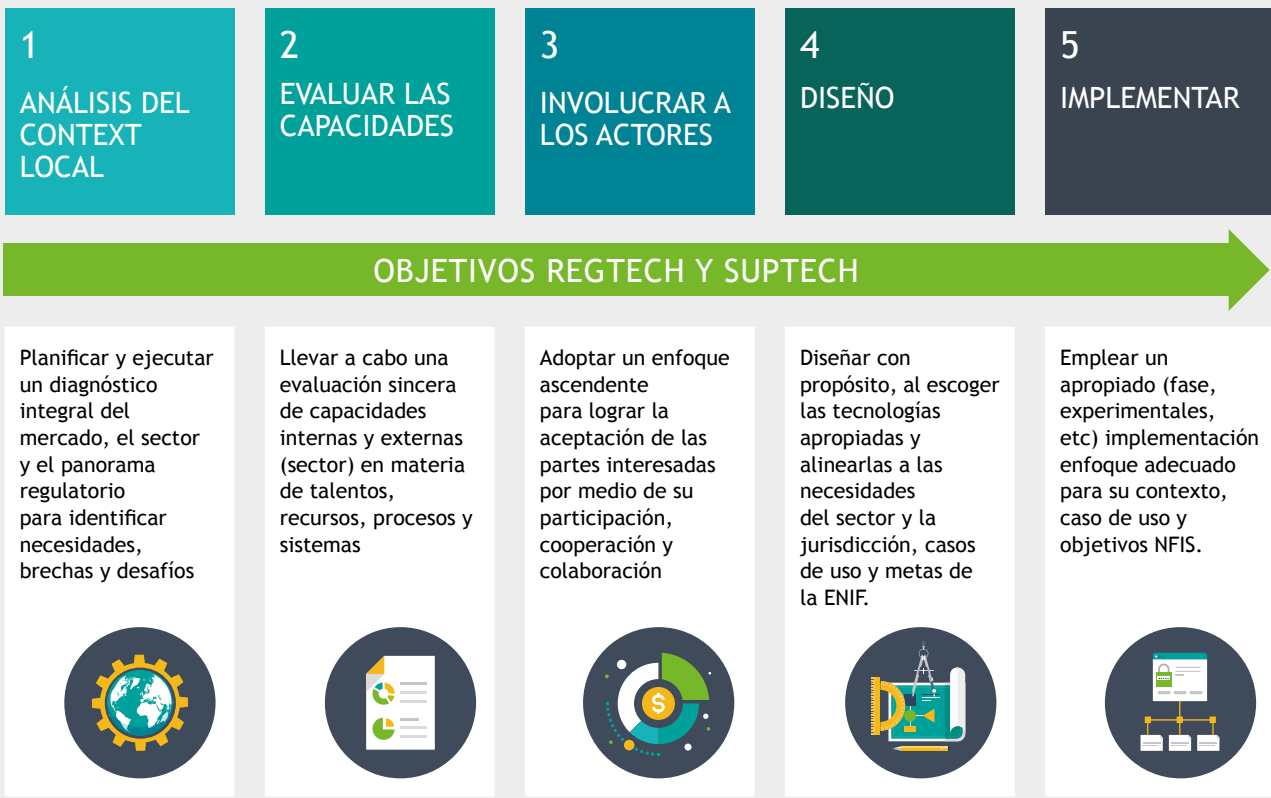 1
ANÁLISIS DEL
CONTEXT
LOCAL
2
EVALUAR LAS
CAPACIDADES
3
INVOLUCRAR A
LOS ACTORES
4
DISEÑO
5
IMPLEMENTAR
OBJETIVOS REGTECH Y SUPTECH
Planificar y ejecutar
un diagnóstico
integral del
mercado, el sector
y el panorama
regulatorio
para identificar
necesidades,
brechas y desafíos
Llevar a cabo una
evaluación sincera
de capacidades
internas y externas
(sector) en materia
de talentos,
recursos, procesos y
sistemas
Adoptar un enfoque
ascendente
para lograr la
aceptación de las
partes interesadas
por medio de su
participación,
cooperación y
colaboración
Diseñar con
propósito, al escoger
las tecnologías
apropiadas y
alinearlas a las
necesidades
del sector y la
jurisdicción, casos
de uso y metas de
la ENIF.
Emplear un
apropiado (fase,
experimentales,
etc) implementación
enfoque adecuado
para su contexto,
caso de uso y
objetivos NFIS.
$